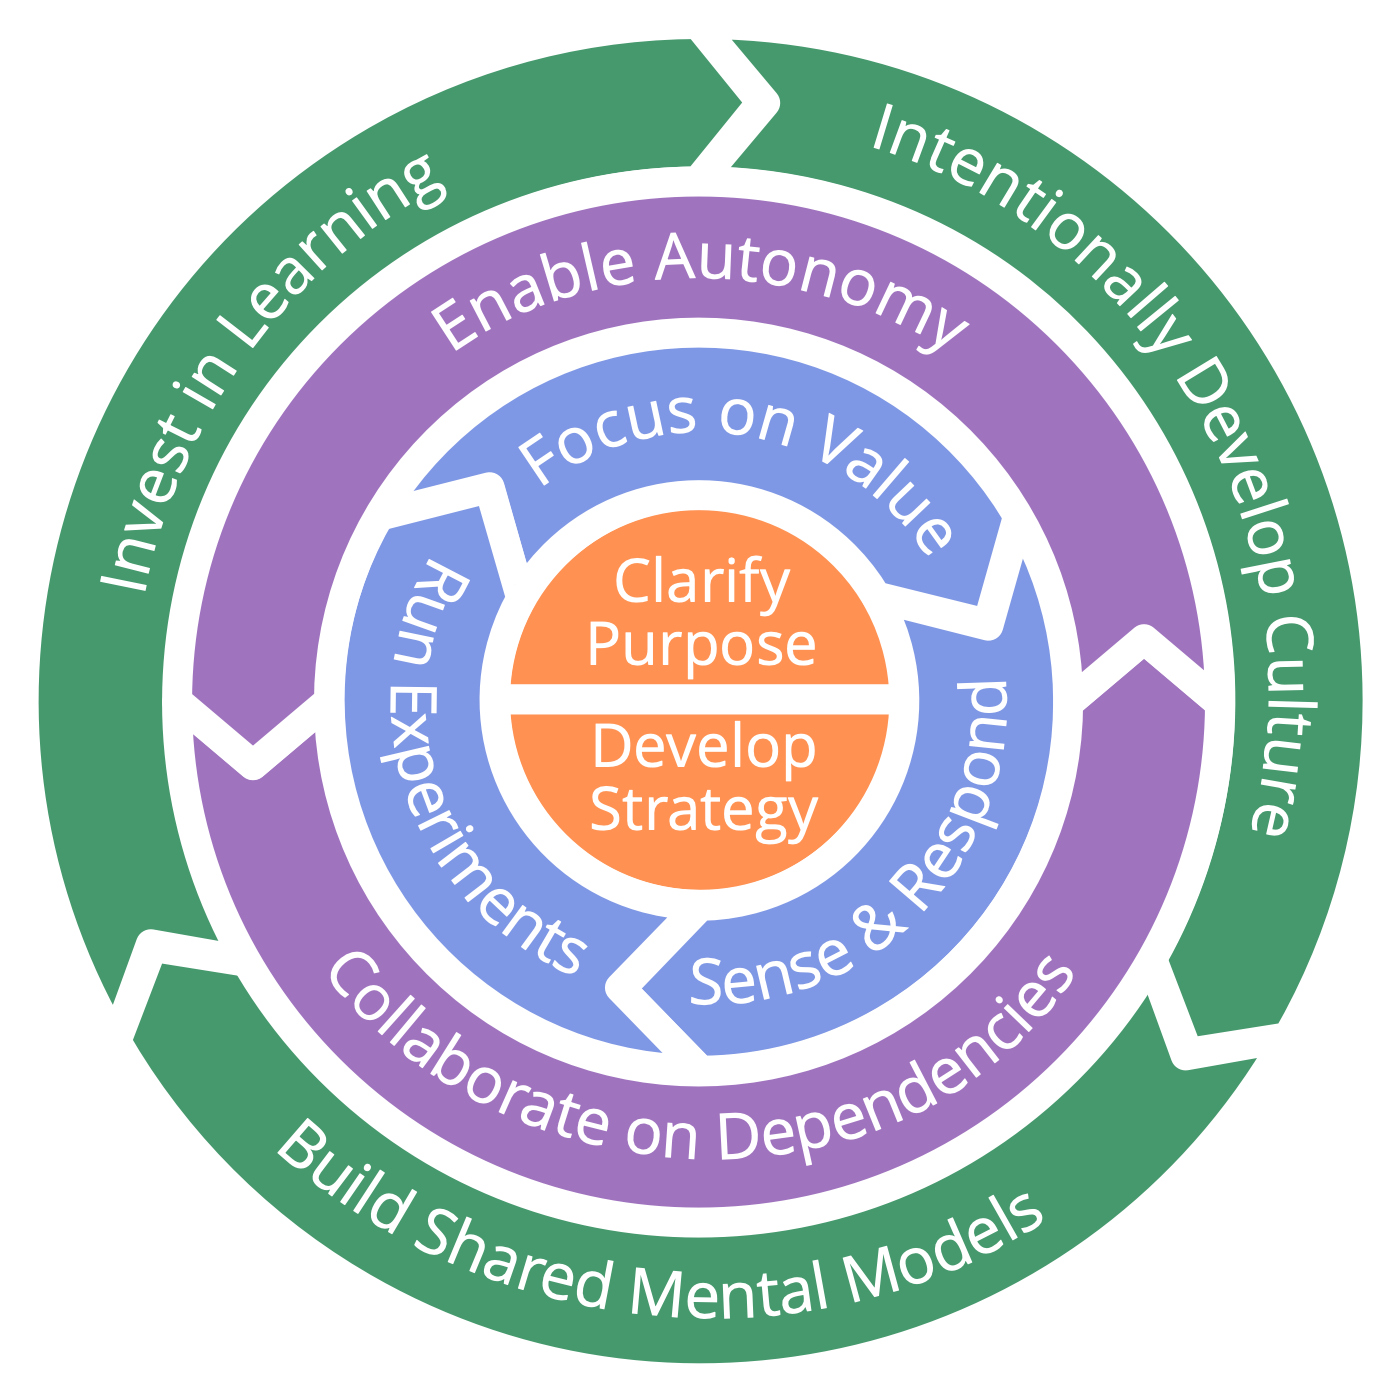 Invest in Learning
Intentionally Develop Culture
Build Shared Mental Models
Enable Autonomy
Collaborate on Dependencies
Focus on Value
Sense & Respond
Run Experiments
Clarify
Purpose
Develop
Strategy